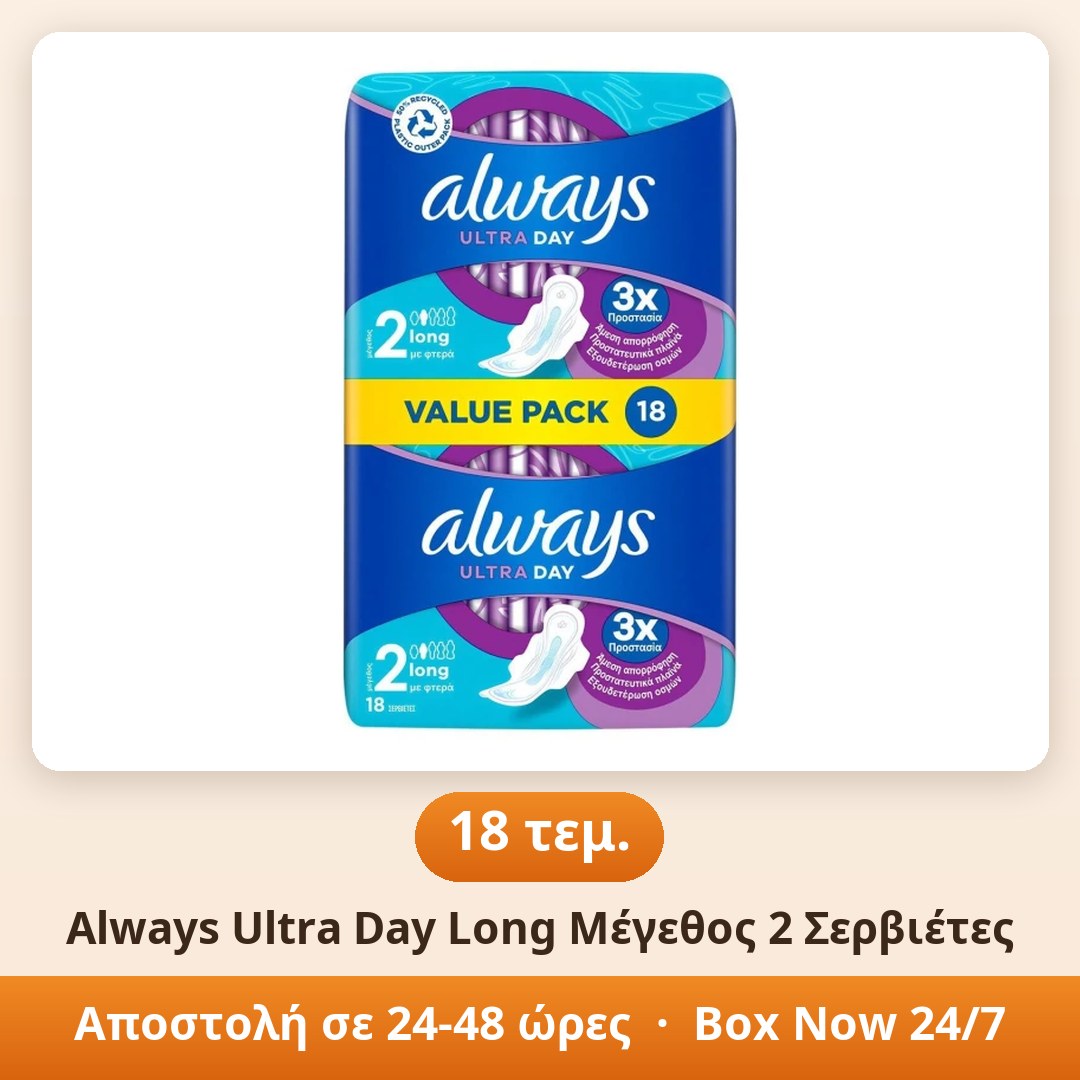 50% RECYCLED
PLASTIC OUTER PACK
always
ULTRA DAY
3x
Προστασία
Άμεση απορρόφηση
Προστατευτικά πλαϊνά
Εξουδετέρωση οσμών
μέγεθος
2
long
με φτερά
VALUE PACK 18
always
ULTRA DAY
3x
Προστασία
Άμεση απορρόφηση
Προστατευτικά πλαϊνά
Εξουδετέρωση οσμών
μέγεθος
2
long
με φτερά
18 ΣΕΡΒΙΕΤΕΣ
18 τεμ.
Always Ultra Day Long Μέγεθος 2 Σερβιέτες
Αποστολή σε 24-48 ώρες · Box Now 24/7